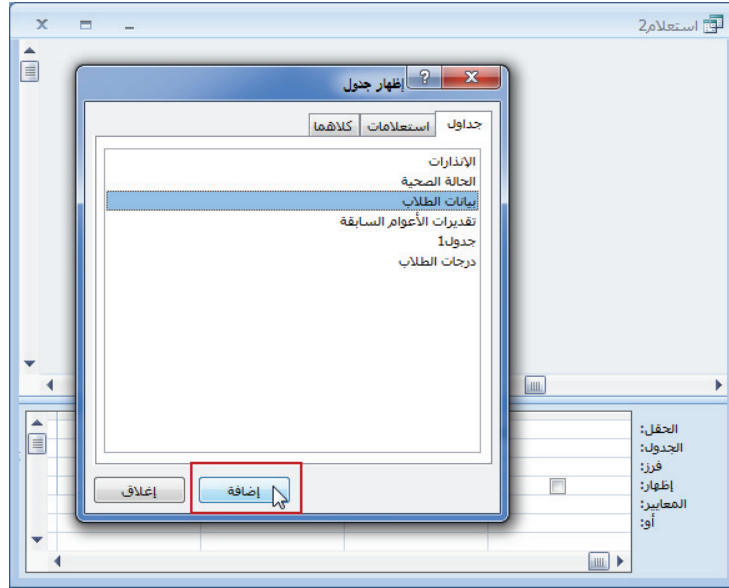 استعلام2
إظهار جدول
جداول استعلامات كلاهما
الإنذارات
الحالة الصحية
بيانات الطلاب
تقديرات الأعوام السابقة
جدول1
درجات الطلاب
إضافة إغلاق
الحقل:
الجدول:
فرز:
إظهار:
المعايير:
أو: